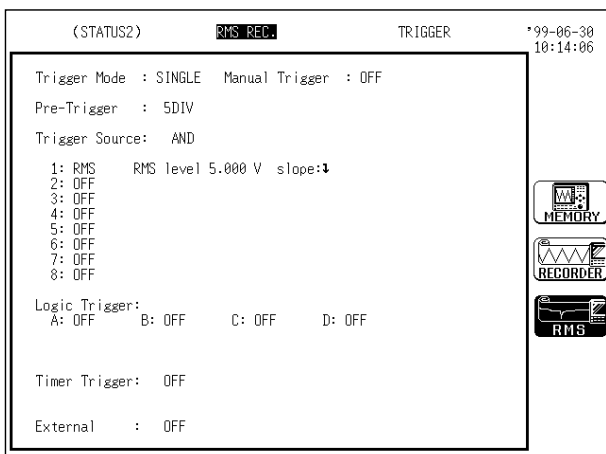 (STATUS2) RMS REC. TRIGGER '99-06-30
10:14:06
Trigger Mode : SINGLE Manual Trigger : OFF
Pre-Trigger : 5DIV
Trigger Source: AND
1: RMS RMS level 5.000 V slope:↓
2: OFF
3: OFF
4: OFF
5: OFF
6: OFF
7: OFF
8: OFF
Logic Trigger:
A: OFF B: OFF C: OFF D: OFF
Timer Trigger: OFF
External : OFF
MEMORY
RECORDER
RMS